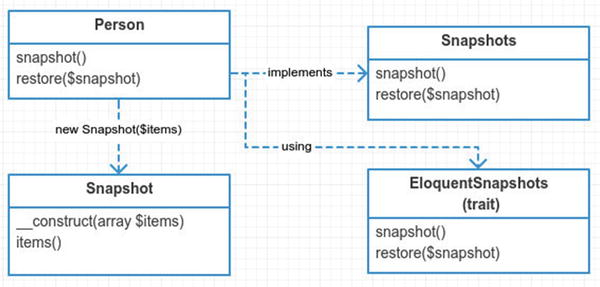 Person
snapshot()
restore($snapshot)
implements
Snapshots
snapshot()
restore($snapshot)
new Snapshot($items)
using
Snapshot
__construct(array $items)
items()
EloquentSnapshots
(trait)
snapshot()
restore($snapshot)